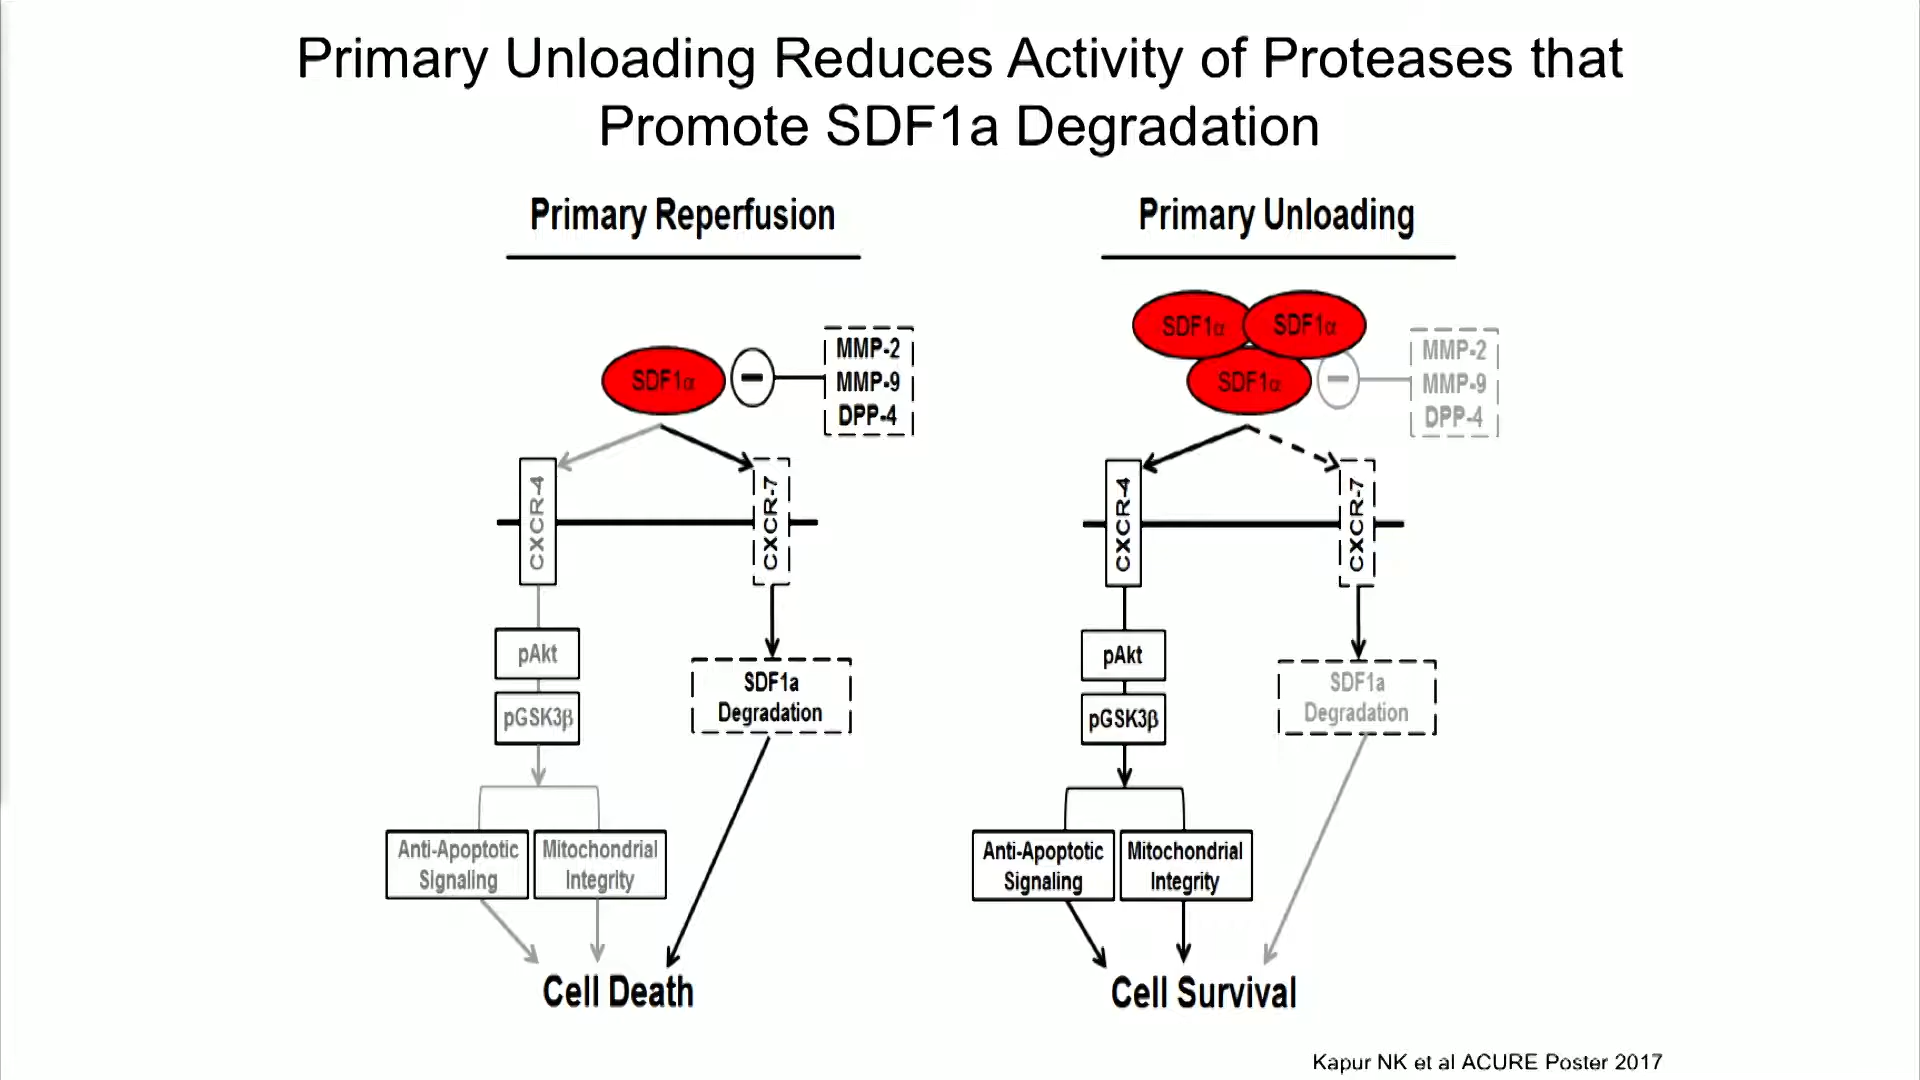 Primary Unloading Reduces Activity of Proteases that
Promote SDF1a Degradation
Primary Reperfusion
SDF1α
MMP-2
MMP-9
DPP-4
CXCR-4
CXCR-7
pAkt
pGSK3β
SDF1a
Degradation
Anti-Apoptotic
Signaling
Mitochondrial
Integrity
Cell Death
Primary Unloading
SDF1α
SDF1α
SDF1α
MMP-2
MMP-9
DPP-4
CXCR-4
CXCR-7
pAkt
pGSK3β
SDF1a
Degradation
Anti-Apoptotic
Signaling
Mitochondrial
Integrity
Cell Survival
Kapur NK et al ACURE Poster 2017